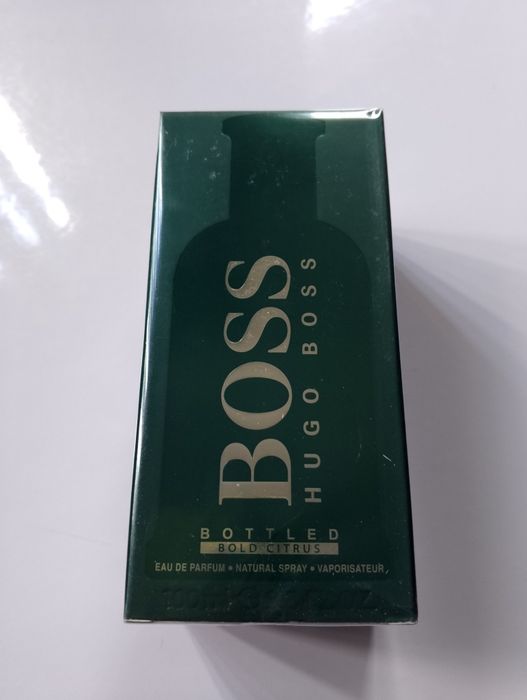 BOSS
HUGO BOSS
BOTTLED
BOLD CITRUS
EAU DE PARFUM • NATURAL SPRAY • VAPORISATEUR